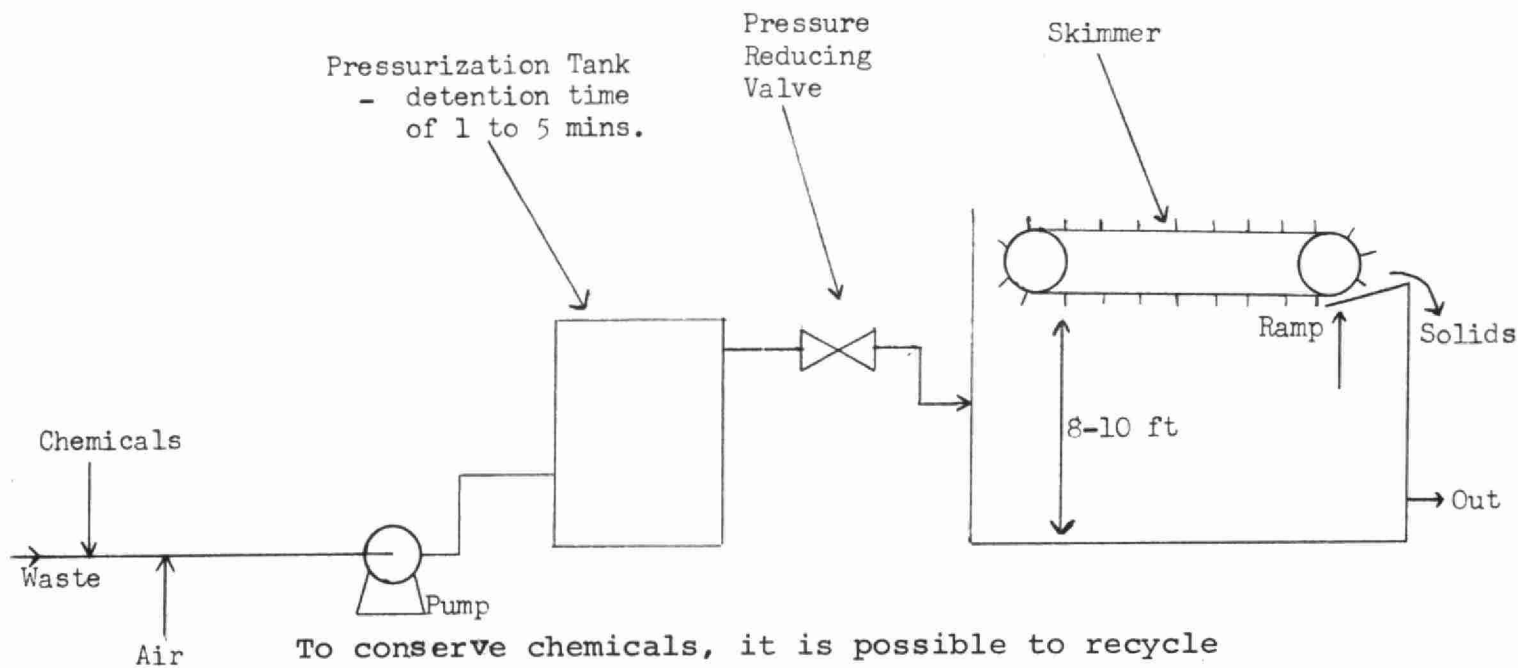 Pressure
Reducing
Valve
Skimmer
Pressurization Tank
- detention time
of 1 to 5 mins.
Ramp
Solids
8-10 ft
Chemicals
Out
Waste
Pump
Air
To conserve chemicals, it is possible to recycle